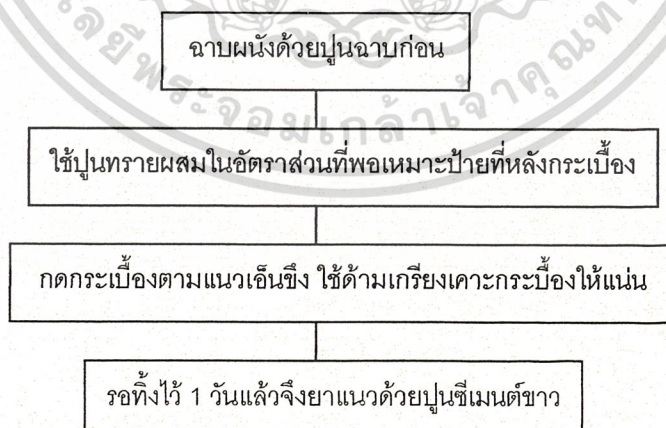 ฉาบผนังด้วยปูนฉาบก่อน
ใช้ปูนทรายผสมในอัตราส่วนที่พอเหมาะป้ายที่หลังกระเบื้อง
กดกระเบื้องตามแนวเอ็นขึง ใช้ด้ามเกรียงเคาะกระบื้องให้แน่น
รอทิ้งไว้ 1 วันแล้วจึงยาแนวด้วยปูนซีเมนต์ขาว